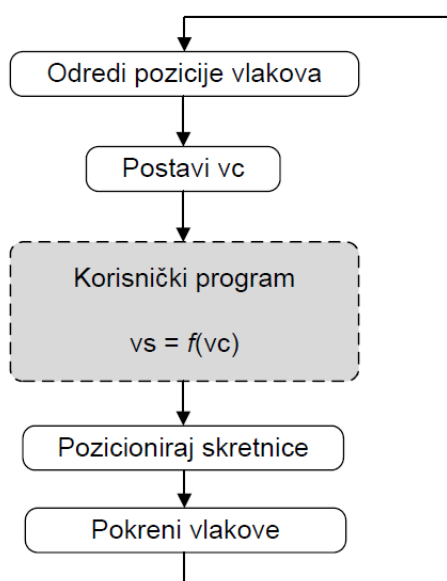 Odredi pozicije vlakova
Postavi vc
Korisnički program
vs = f(vc)
Pozicioniraj skretnice
Pokreni vlakove